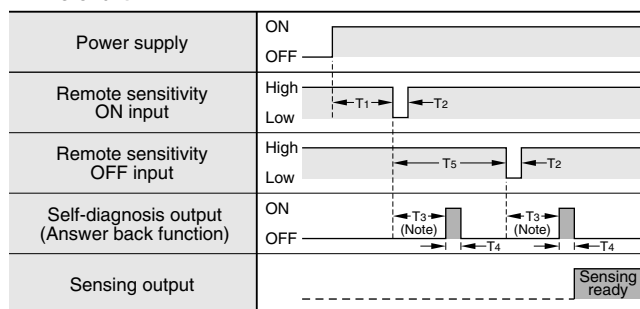 Power supply
ON
OFF
Remote sensitivity
ON input
High
Low
T1
T2
Remote sensitivity
OFF input
High
Low
T5
T2
Self-diagnosis output
(Answer back function)
ON
OFF
T3
(Note)
T4
T3
(Note)
T4
Sensing output
Sensing
ready